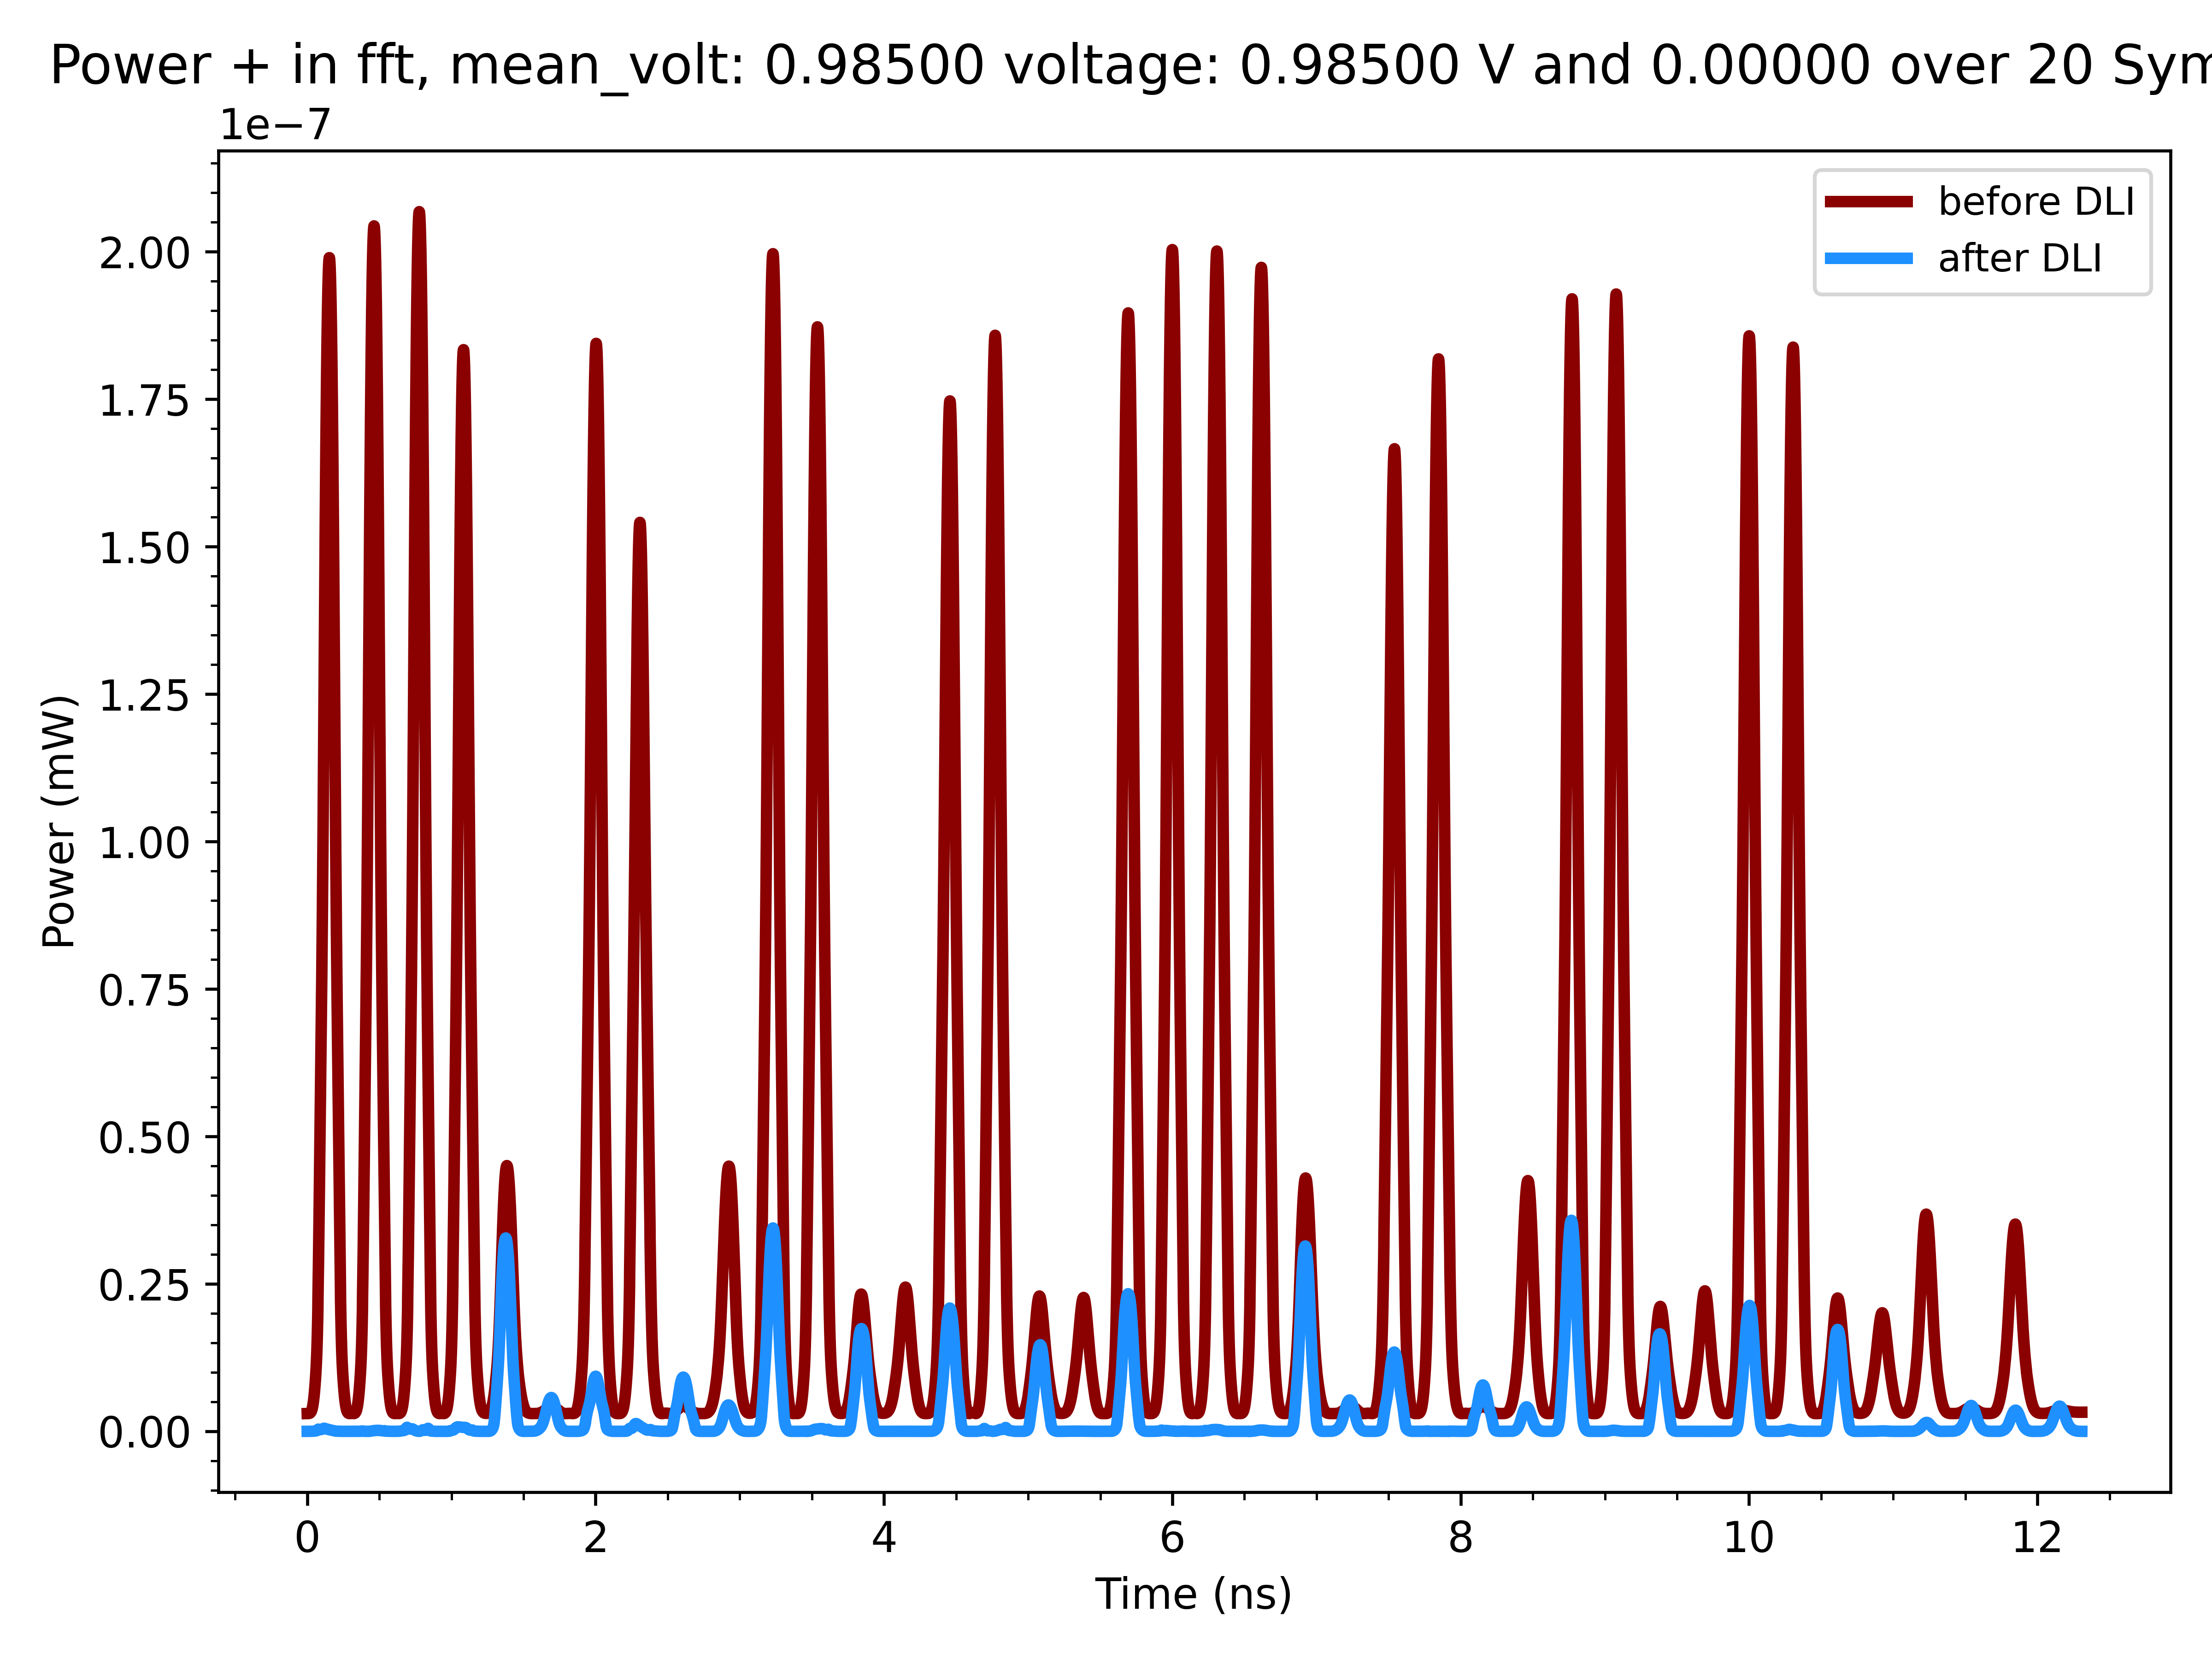 Power + in fft, mean_volt: 0.98500 voltage: 0.98500 V and 0.00000 over 20 Sym
1e−7
before DLI
after DLI
2.00
1.75
1.50
1.25
1.00
0.75
0.50
0.25
0.00
Power (mW)
0 2 4 6 8 10 12
Time (ns)